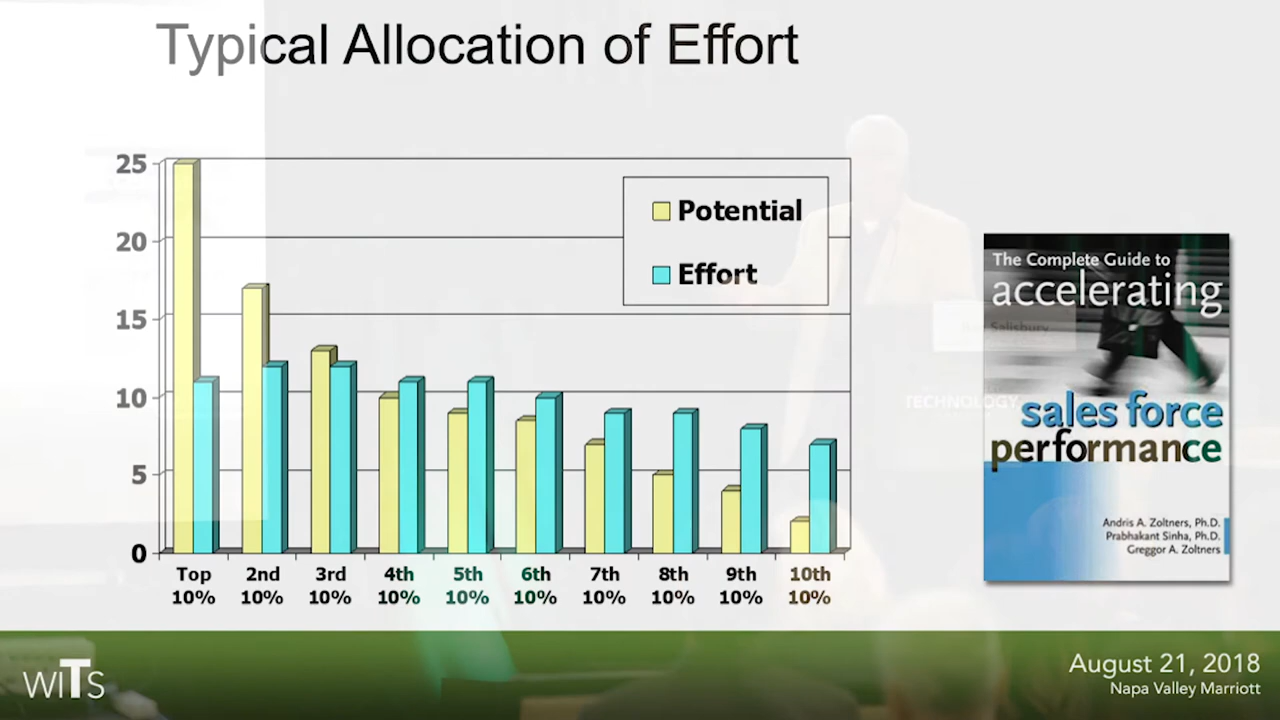 Typical Allocation of Effort
25
20
15
10
5
0
Potential
Effort
Top
10%
2nd
10%
3rd
10%
4th
10%
5th
10%
6th
10%
7th
10%
8th
10%
9th
10%
10th
10%
The Complete Guide to
accelerating
sales force
performance
Andris A. Zoltners, Ph.D.
Prabhakant Sinha, Ph.D.
Greggor A. Zoltners
Salisbury
TECHNOLOGY
WITS
August 21, 2018
Napa Valley Marriott